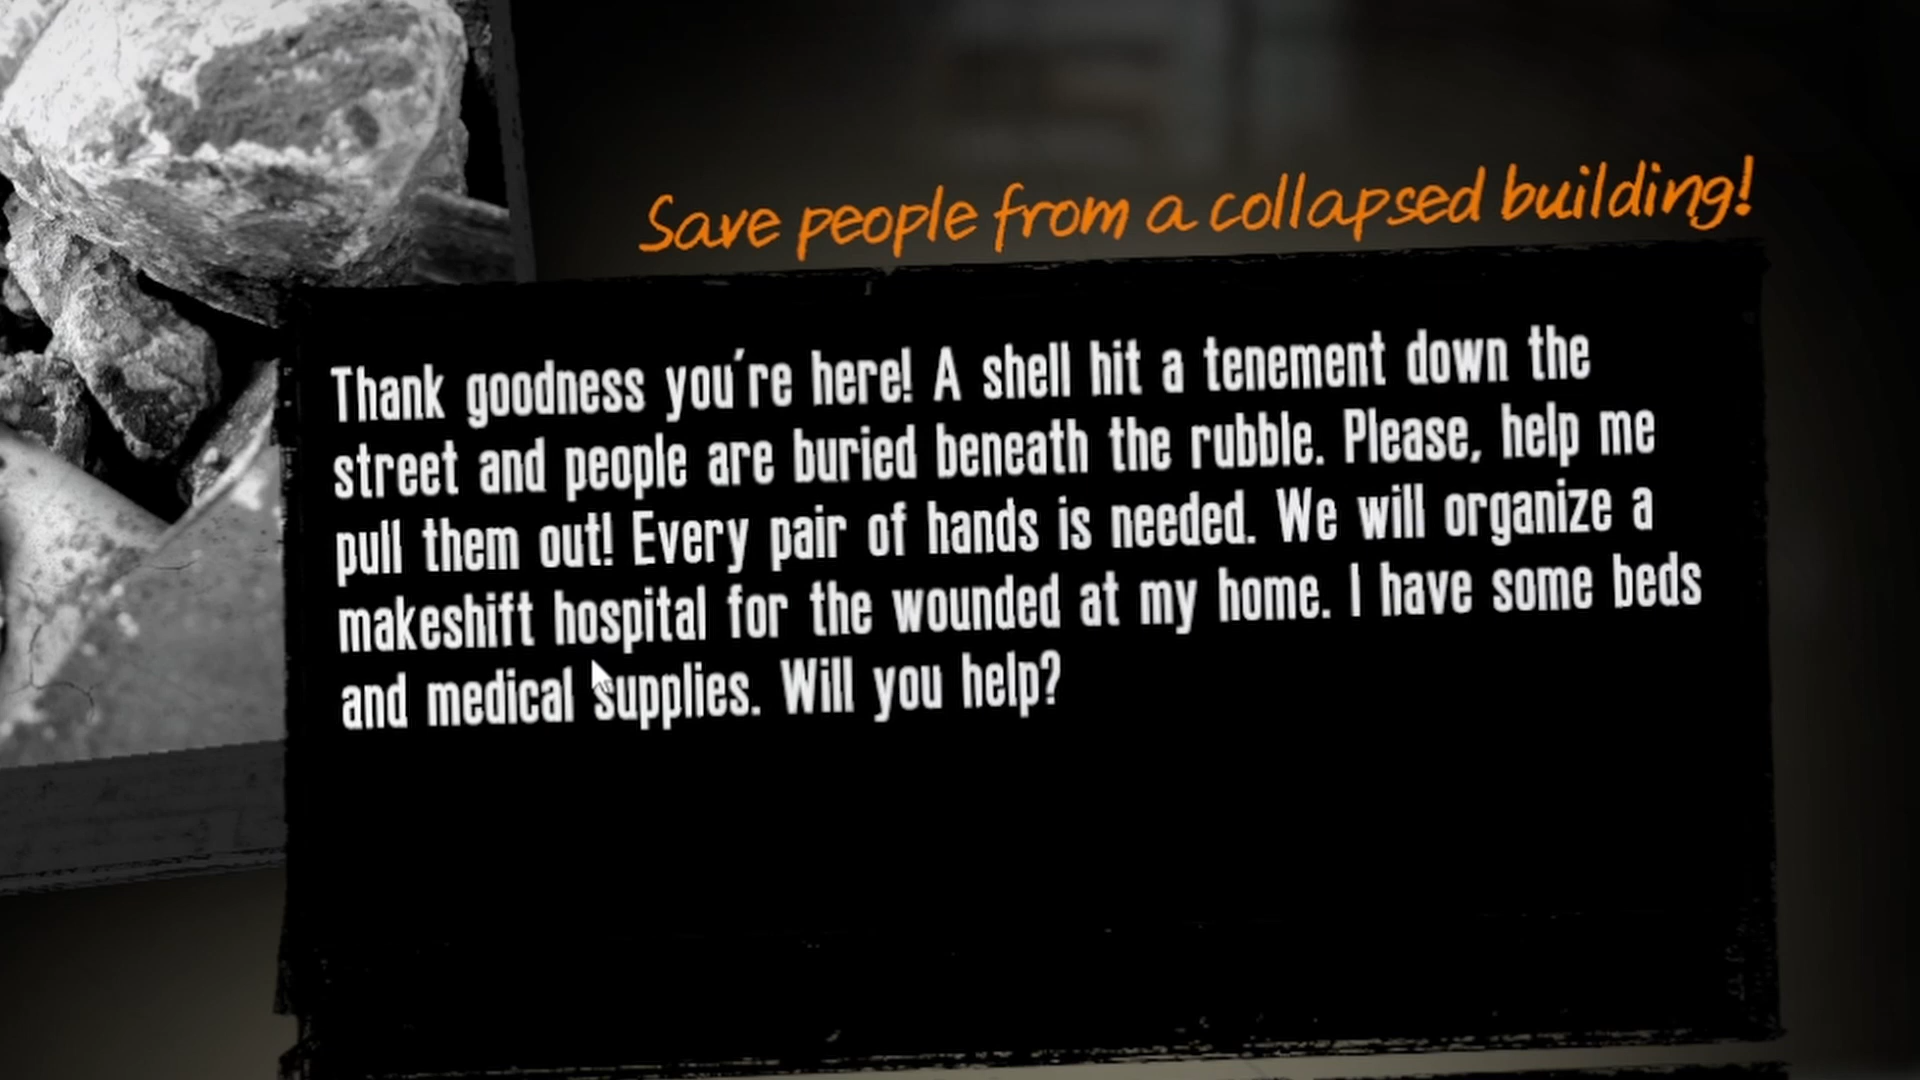 Save people from a collapsed building!
Thank goodness you're here! A shell hit a tenement down the
street and people are buried beneath the rubble. Please, help me
pull them out! Every pair of hands is needed. We will organize a
makeshift hospital for the wounded at my home. I have some beds
and medical supplies. Will you help?